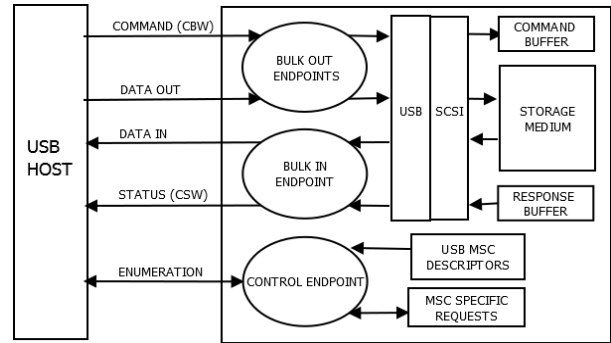 COMMAND (CBW)
COMMAND
BUFFER
BULK OUT
ENDPOINTS
DATA OUT
USB
SCSI
STORAGE
MEDIUM
DATA IN
USB
HOST
BULK IN
ENDPOINT
STATUS (CSW)
RESPONSE
BUFFER
USB MSC
DESCRIPTORS
ENUMERATION
CONTROL ENDPOINT
MSC SPECIFIC
REQUESTS